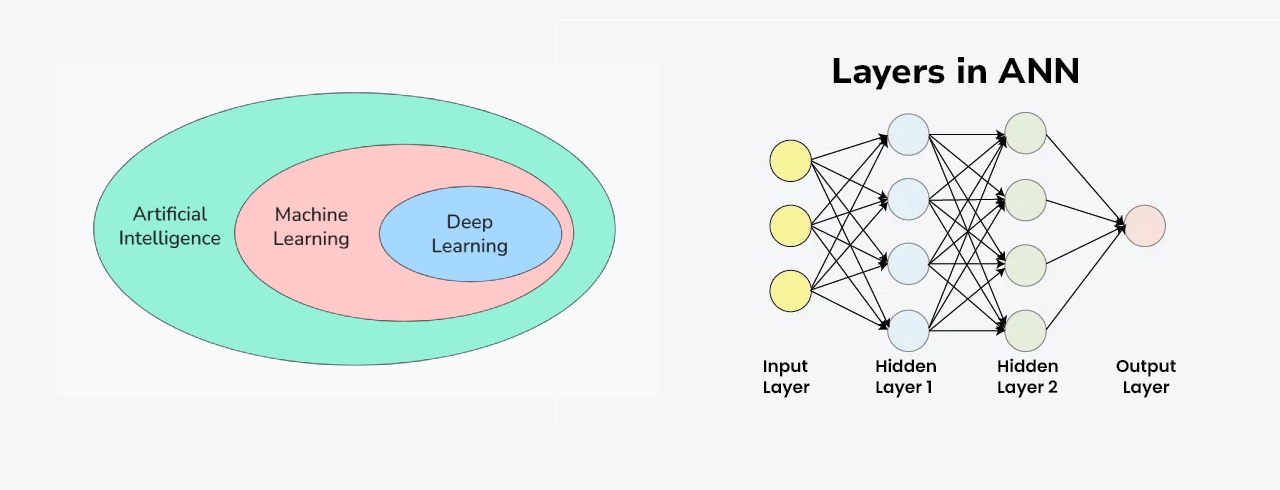 Artificial
Intelligence
Machine
Learning
Deep
Learning
Layers in ANN
Input
Layer
Hidden
Layer 1
Hidden
Layer 2
Output
Layer